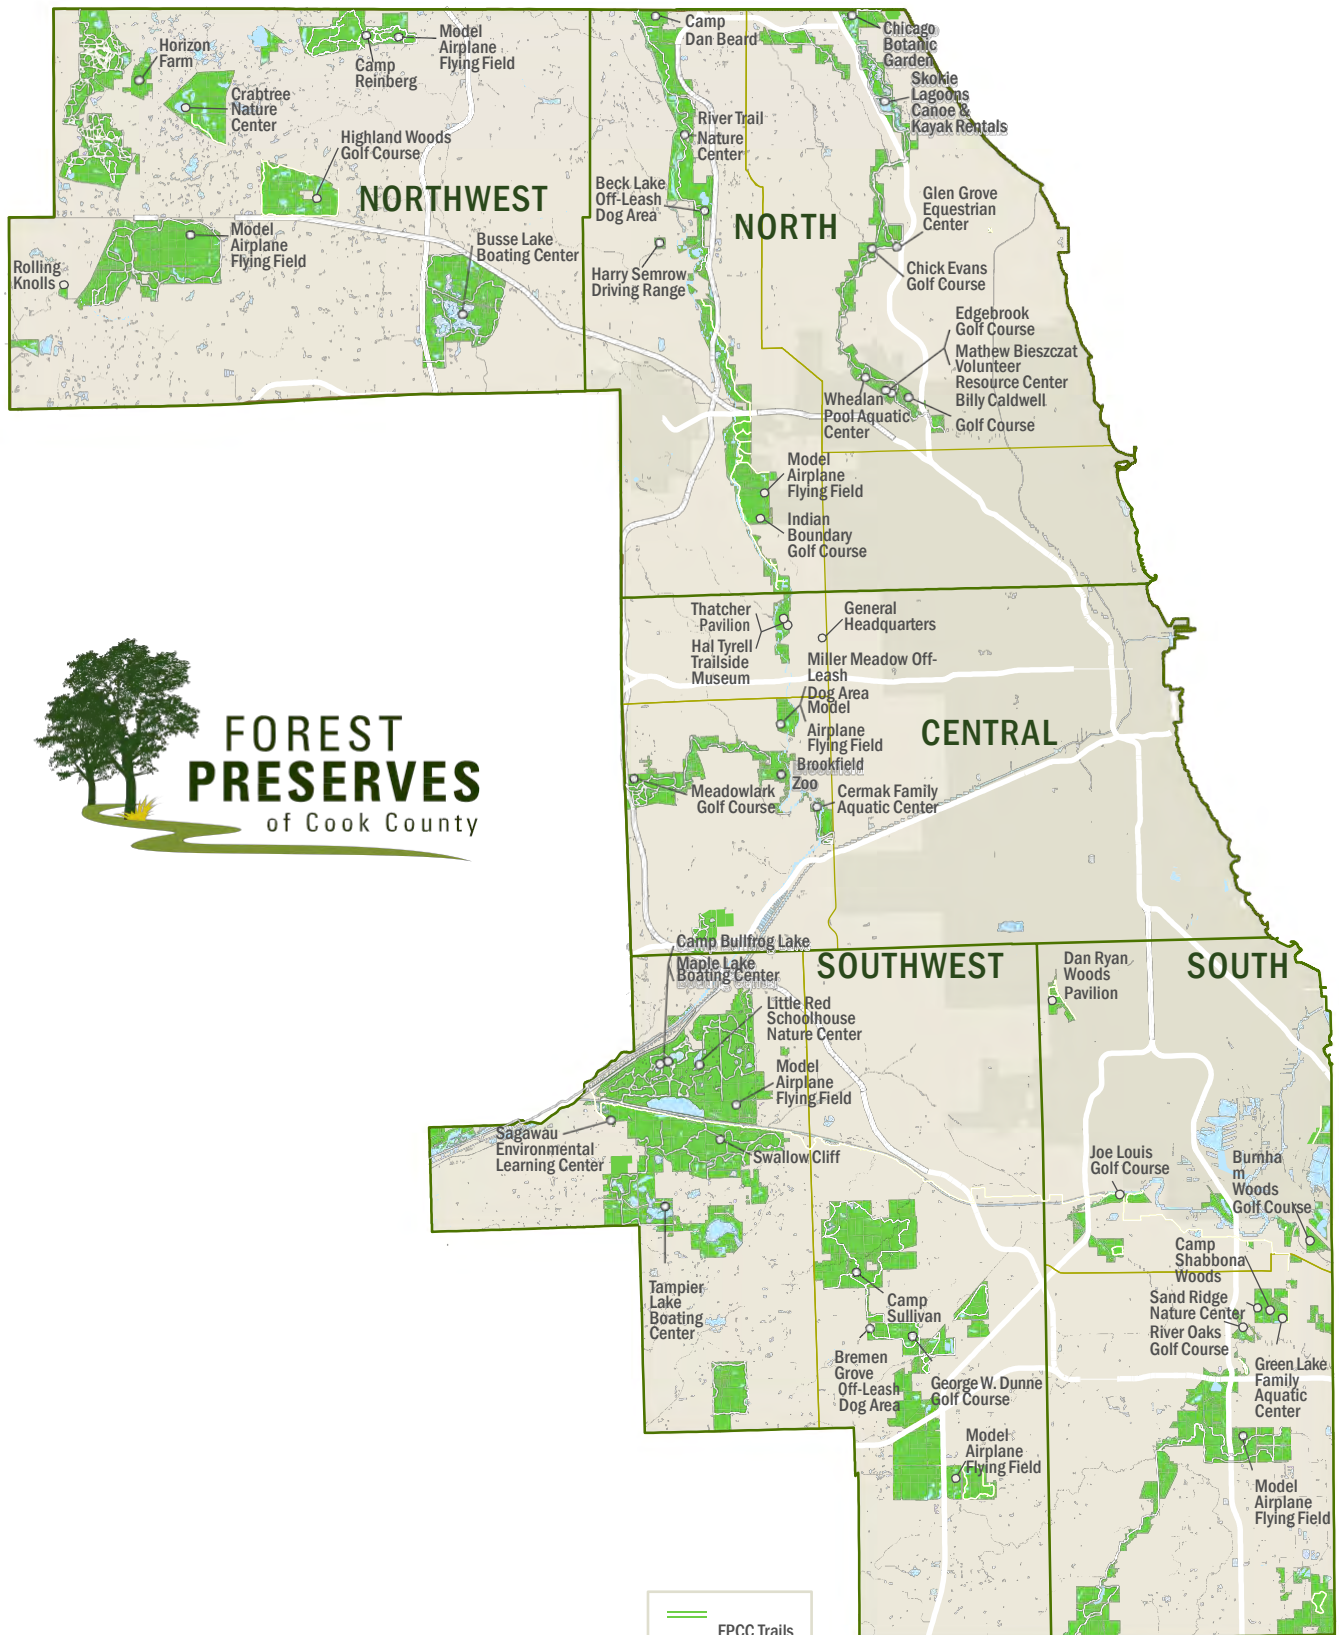 Horizon
Farm
Model
Airplane
Flying Field
Camp
Reinberg
Crabtree
Nature
Center
Highland Woods
Golf Course
NORTHWEST
Model
Airplane
Flying Field
Rolling
Knolls
Busse Lake
Boating Center
Camp
Dan Beard
Chicago
Botanic
Garden
Skokie
Lagoons
Canoe &
Kayak Rentals
River Trail
Nature
Center
Beck Lake
Off-Leash
Dog Area
NORTH
Glen Grove
Equestrian
Center
Harry Semrow
Driving Range
Chick Evans
Golf Course
Edgebrook
Golf Course
Mathew Bieszczat
Volunteer
Resource Center
Billy Caldwell
Golf Course
Whealan
Pool Aquatic
Center
Model
Airplane
Flying Field
Indian
Boundary
Golf Course
Thatcher
Pavilion
General
Headquarters
Hal Tyrell
Trailside
Museum
Miller Meadow Off-
Leash
Dog Area
Model
Airplane
Flying Field
CENTRAL
Brookfield
Zoo
Meadowlark
Golf Course
Cermak Family
Aquatic Center
FOREST
PRESERVES
of Cook County
Camp Bullfrog Lake
Maple Lake
Boating Center
SOUTHWEST
Little Red
Schoolhouse
Nature Center
Model
Airplane
Flying Field
Sagawau
Environmental
Learning Center
Swallow Cliff
Tampier
Lake
Boating
Center
Camp
Sullivan
Bremen
Grove
Off-Leash
Dog Area
George W. Dunne
Golf Course
Model
Airplane
Flying Field
Dan Ryan
Woods
Pavilion
SOUTH
Joe Louis
Golf Course
Burnha
m
Woods
Golf Course
Camp
Shabbona
Woods
Sand Ridge
Nature Center
River Oaks
Golf Course
Green Lake
Family
Aquatic
Center
Model
Airplane
Flying Field
FPCC Trails